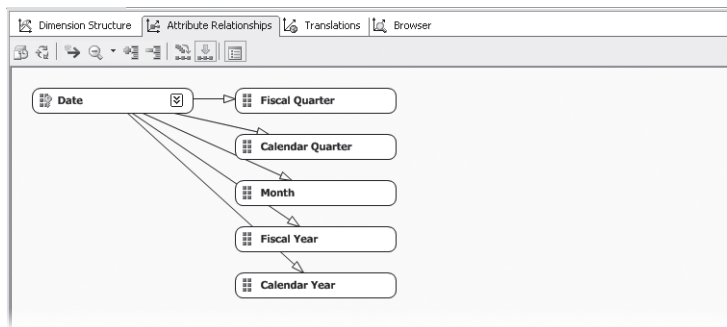 Dimension Structure Attribute Relationships Translations Browser
Date
Fiscal Quarter
Calendar Quarter
Month
Fiscal Year
Calendar Year